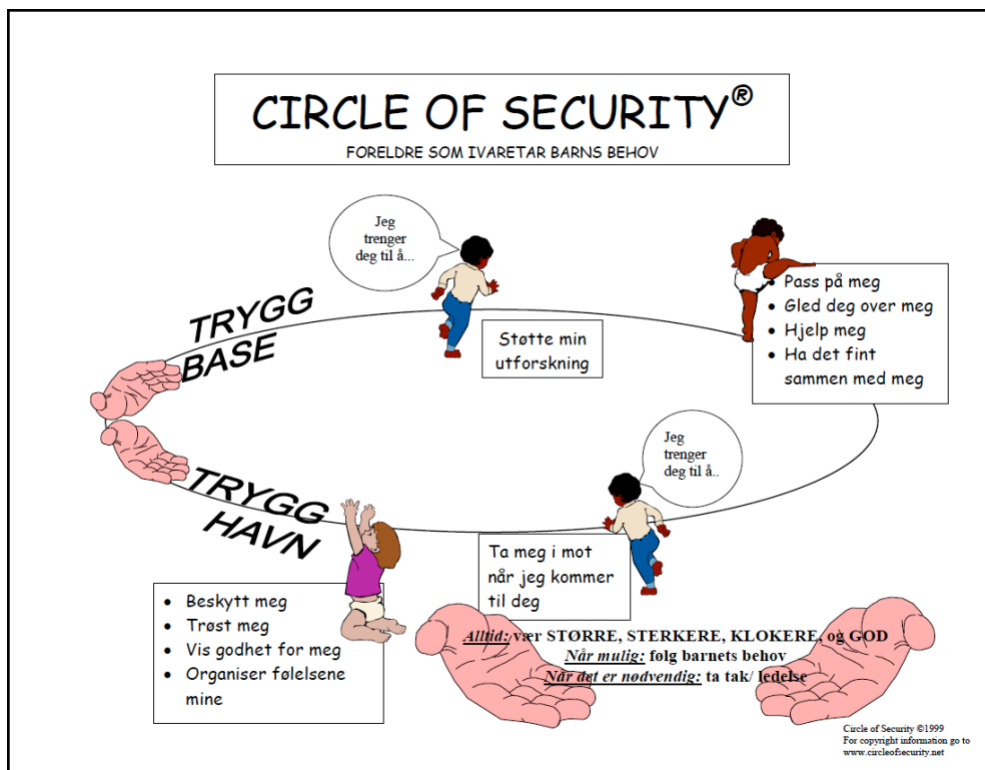 CIRCLE OF SECURITY®
FORELDRE SOM IVARETAR BARNS BEHOV
Jeg
trenger
deg til å...
TRYGG
BASE
Støtte min
utforskning
• Pass på meg
• Gled deg over meg
• Hjelp meg
• Ha det fint
sammen med meg
Jeg
trenger
deg til å..
TRYGG
HAVN
Ta meg i mot
når jeg kommer
til deg
• Beskytt meg
• Trøst meg
• Vis godhet for meg
• Organiser følelsene
mine
Alltid: vær STØRRE, STERKERE, KLOKERE, og GOD
Når mulig: følg barnets behov
Når det er nødvendig: ta tak/ ledelse
Circle of Security ©1999
For copyright information go to
www.circleofsecurity.net